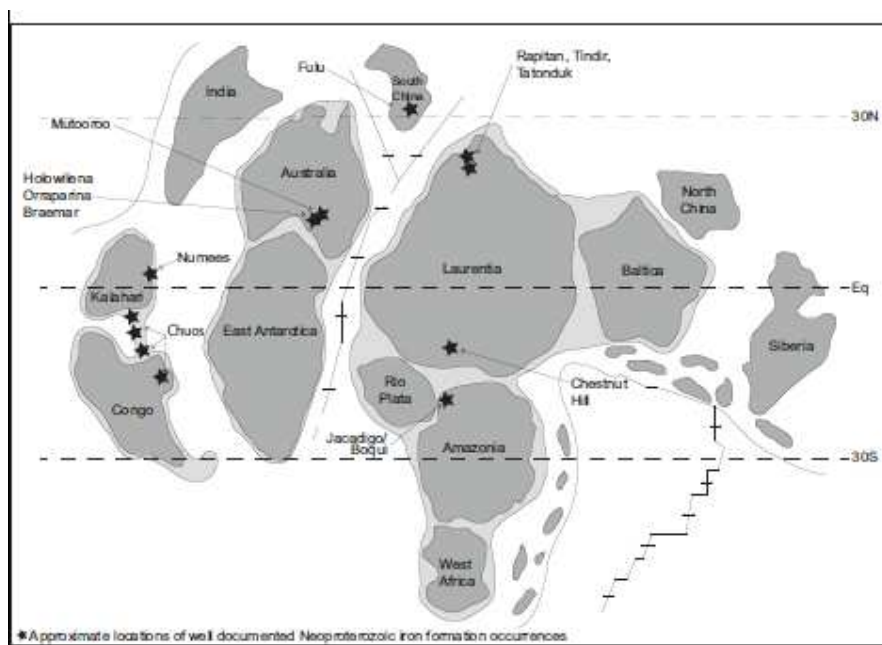 Rapitan, Tindir,
Tatonduk
Fulu
South
China
India
30N
Mutooroo
Australia
Holowilena
Orraparina
Braemar
North
China
Numees
Laurentia
Baltica
Kalahari
Eq
Chuos
East Antarctica
Siberia
Rio
Plata
Chestnut
Hill
Congo
Jacadigo/
Boqui
Amazonia
30S
West
Africa
Approximate locations of well documented Neoproterozoic iron formation occurrences